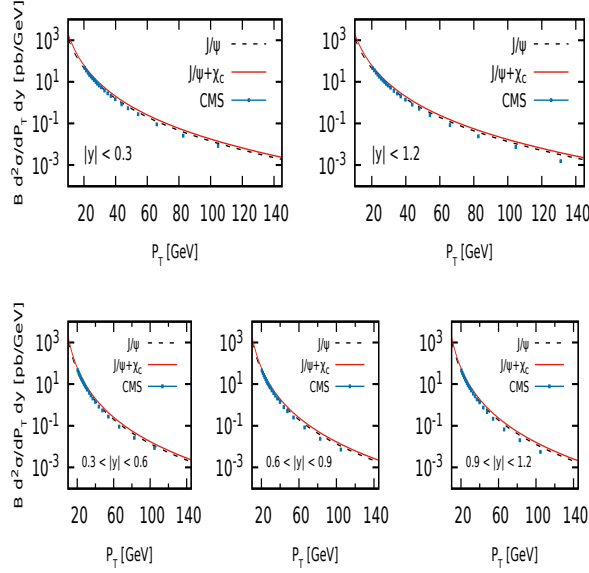 B d²σ/dP_T dy [pb/GeV]
10³
10¹
10⁻¹
10⁻³
J/ψ
J/ψ+χ_c
CMS
|y| < 0.3
20 40 60 80 100 120 140
P_T [GeV]
10³
10¹
10⁻¹
10⁻³
J/ψ
J/ψ+χ_c
CMS
|y| < 1.2
20 40 60 80 100 120 140
P_T [GeV]
B d²σ/dP_T dy [pb/GeV]
10³
10¹
10⁻¹
10⁻³
J/ψ
J/ψ+χ_c
CMS
0.3 < |y| < 0.6
20 60 100 140
P_T [GeV]
10³
10¹
10⁻¹
10⁻³
J/ψ
J/ψ+χ_c
CMS
0.6 < |y| < 0.9
20 60 100 140
P_T [GeV]
10³
10¹
10⁻¹
10⁻³
J/ψ
J/ψ+χ_c
CMS
0.9 < |y| < 1.2
20 60 100 140
P_T [GeV]